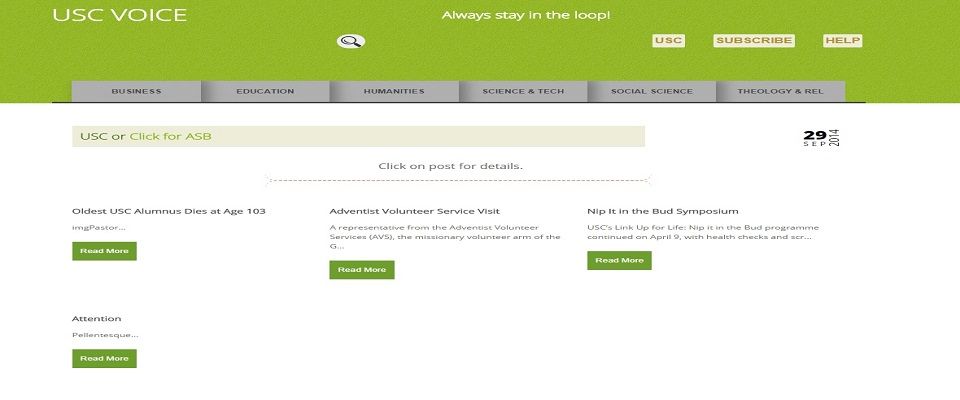 USC VOICE
Always stay in the loop!
USC
SUBSCRIBE
HELP
BUSINESS
EDUCATION
HUMANITIES
SCIENCE & TECH
SOCIAL SCIENCE
THEOLOGY & REL
USC or Click for ASB
29
SEP
2014
Click on post for details.
Oldest USC Alumnus Dies at Age 103
imgPastor...
Read More
Adventist Volunteer Service Visit
A representative from the Adventist Volunteer
Services (AVS), the missionary volunteer arm of the
G...
Read More
Nip It in the Bud Symposium
USC's Link Up for Life: Nip it in the Bud programme
continued on April 9, with health checks and scr...
Read More
Attention
Pellentesque...
Read More